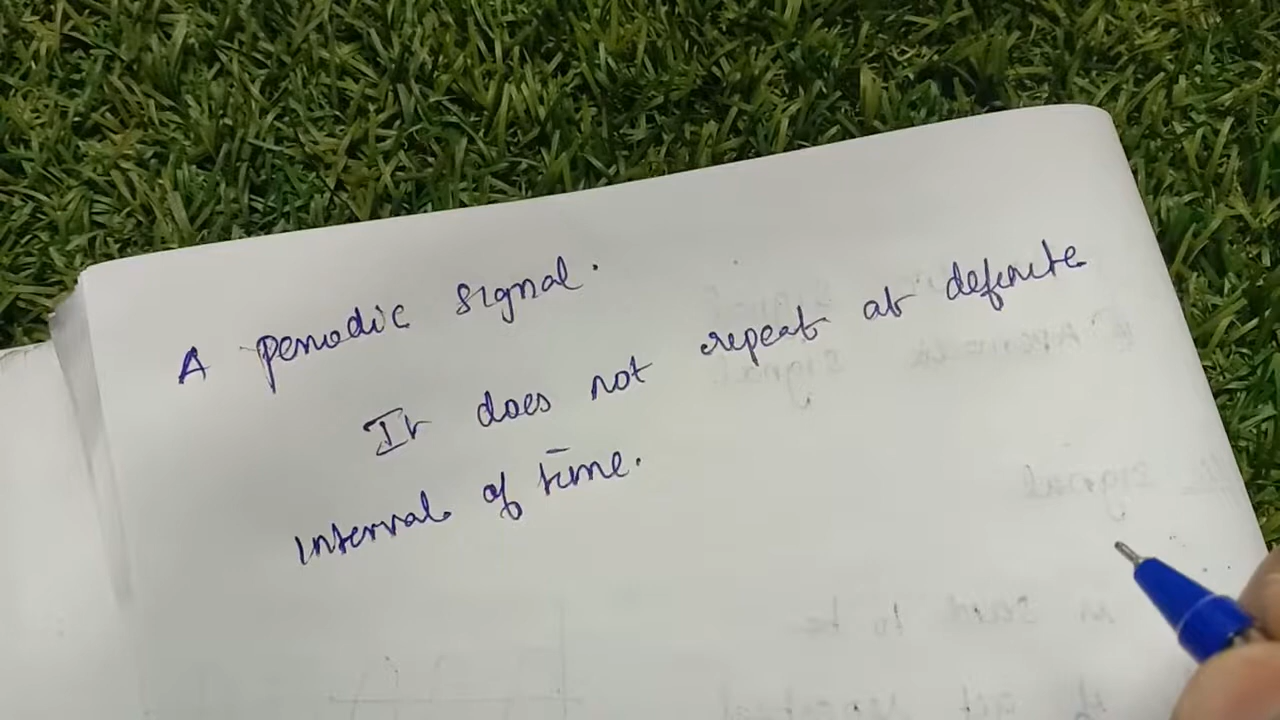 A periodic signal.
It does not repeat at definite
interval of time.